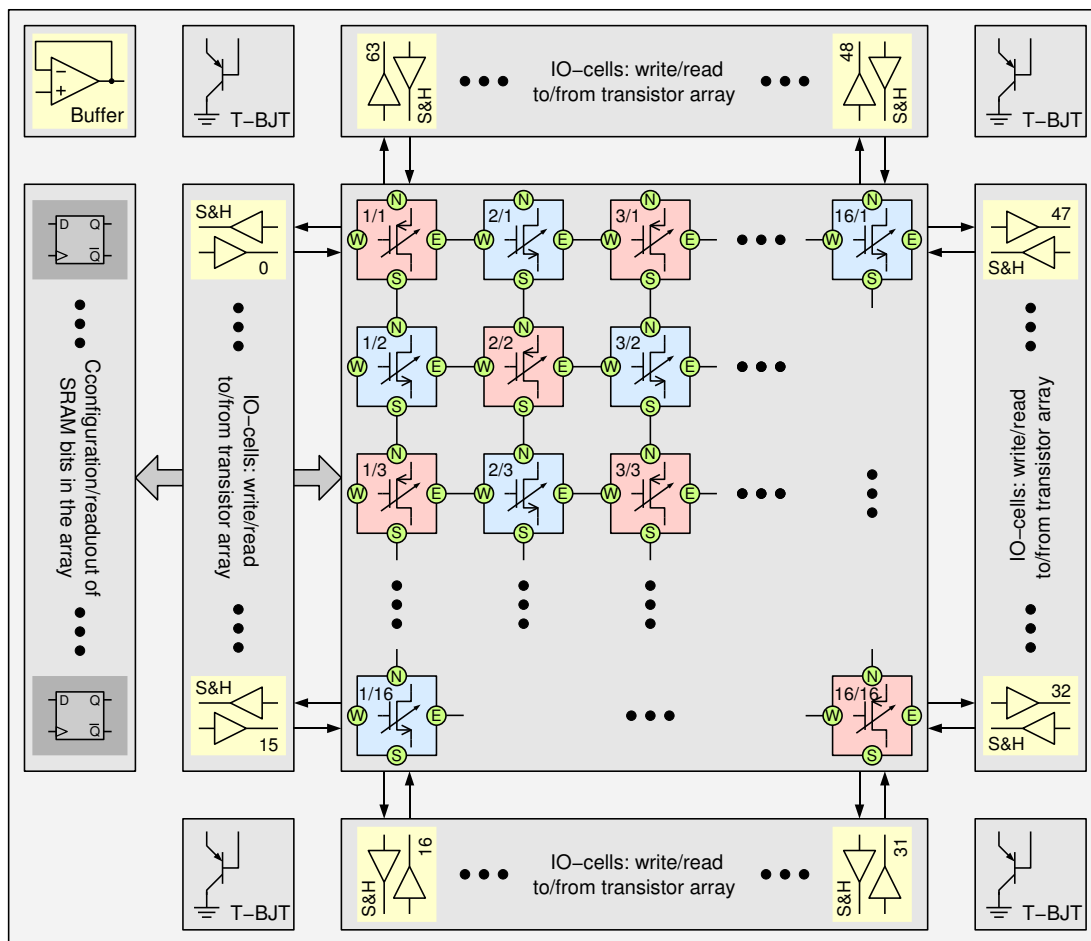 63
S&H
IO−cells: write/read
to/from transistor array
48
S&H
−
+
Buffer
T−BJT
T−BJT
D Q
IQ
Cconfiguration/readuout of
SRAM bits in the array
D Q
IQ
S&H
0
IO−cells: write/read
to/from transistor array
S&H
15
1/1 N W E S
2/1 N W E S
3/1 N W E S
16/1 N W E S
1/2 N W E S
2/2 N W E S
3/2 N W E S
1/3 N W E S
2/3 N W E S
3/3 N W E S
1/16 N W E S
16/16 N W E S
47
S&H
IO−cells: write/read
to/from transistor array
32
S&H
T−BJT
S&H
16
IO−cells: write/read
to/from transistor array
S&H
31
T−BJT